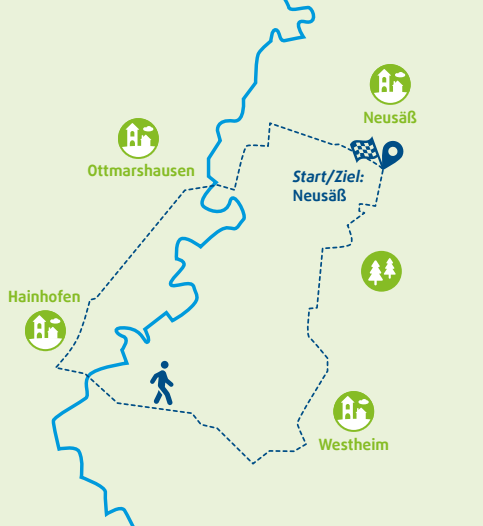 Neusäß
Ottmarshausen
Start/Ziel:
Neusäß
Hainhofen
Westheim